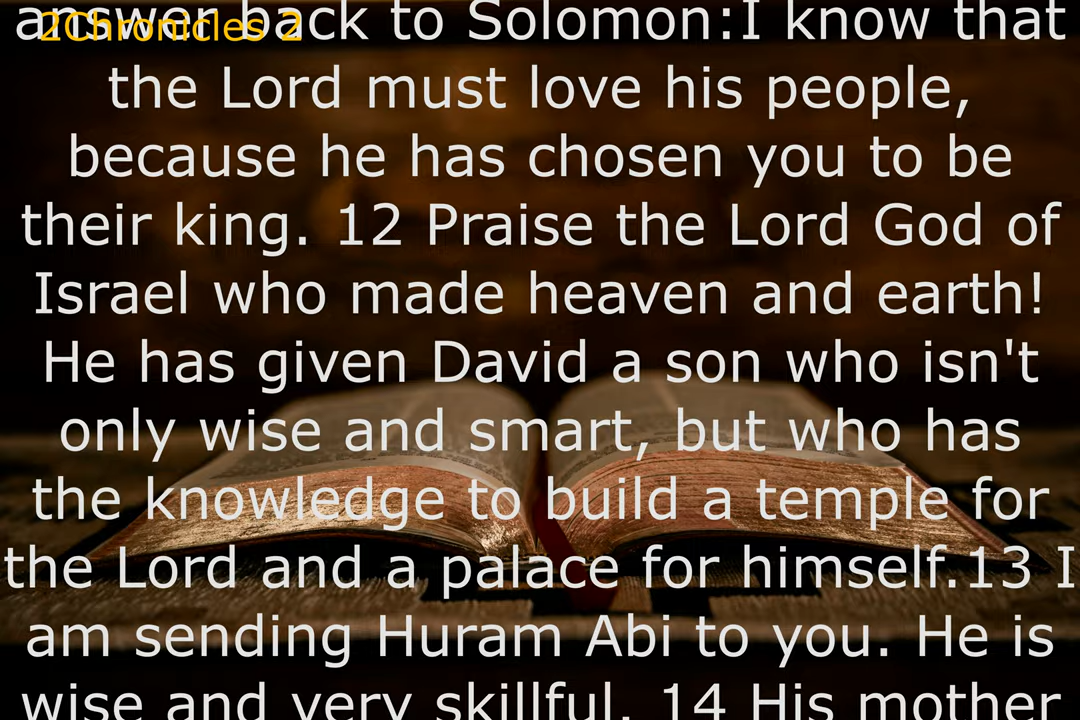 2Chronicles 2
answer back to Solomon:I know that
the Lord must love his people,
because he has chosen you to be
their king. 12 Praise the Lord God of
Israel who made heaven and earth!
He has given David a son who isn't
only wise and smart, but who has
the knowledge to build a temple for
the Lord and a palace for himself.13 I
am sending Huram Abi to you. He is
wise and very skillful. 14 His mother